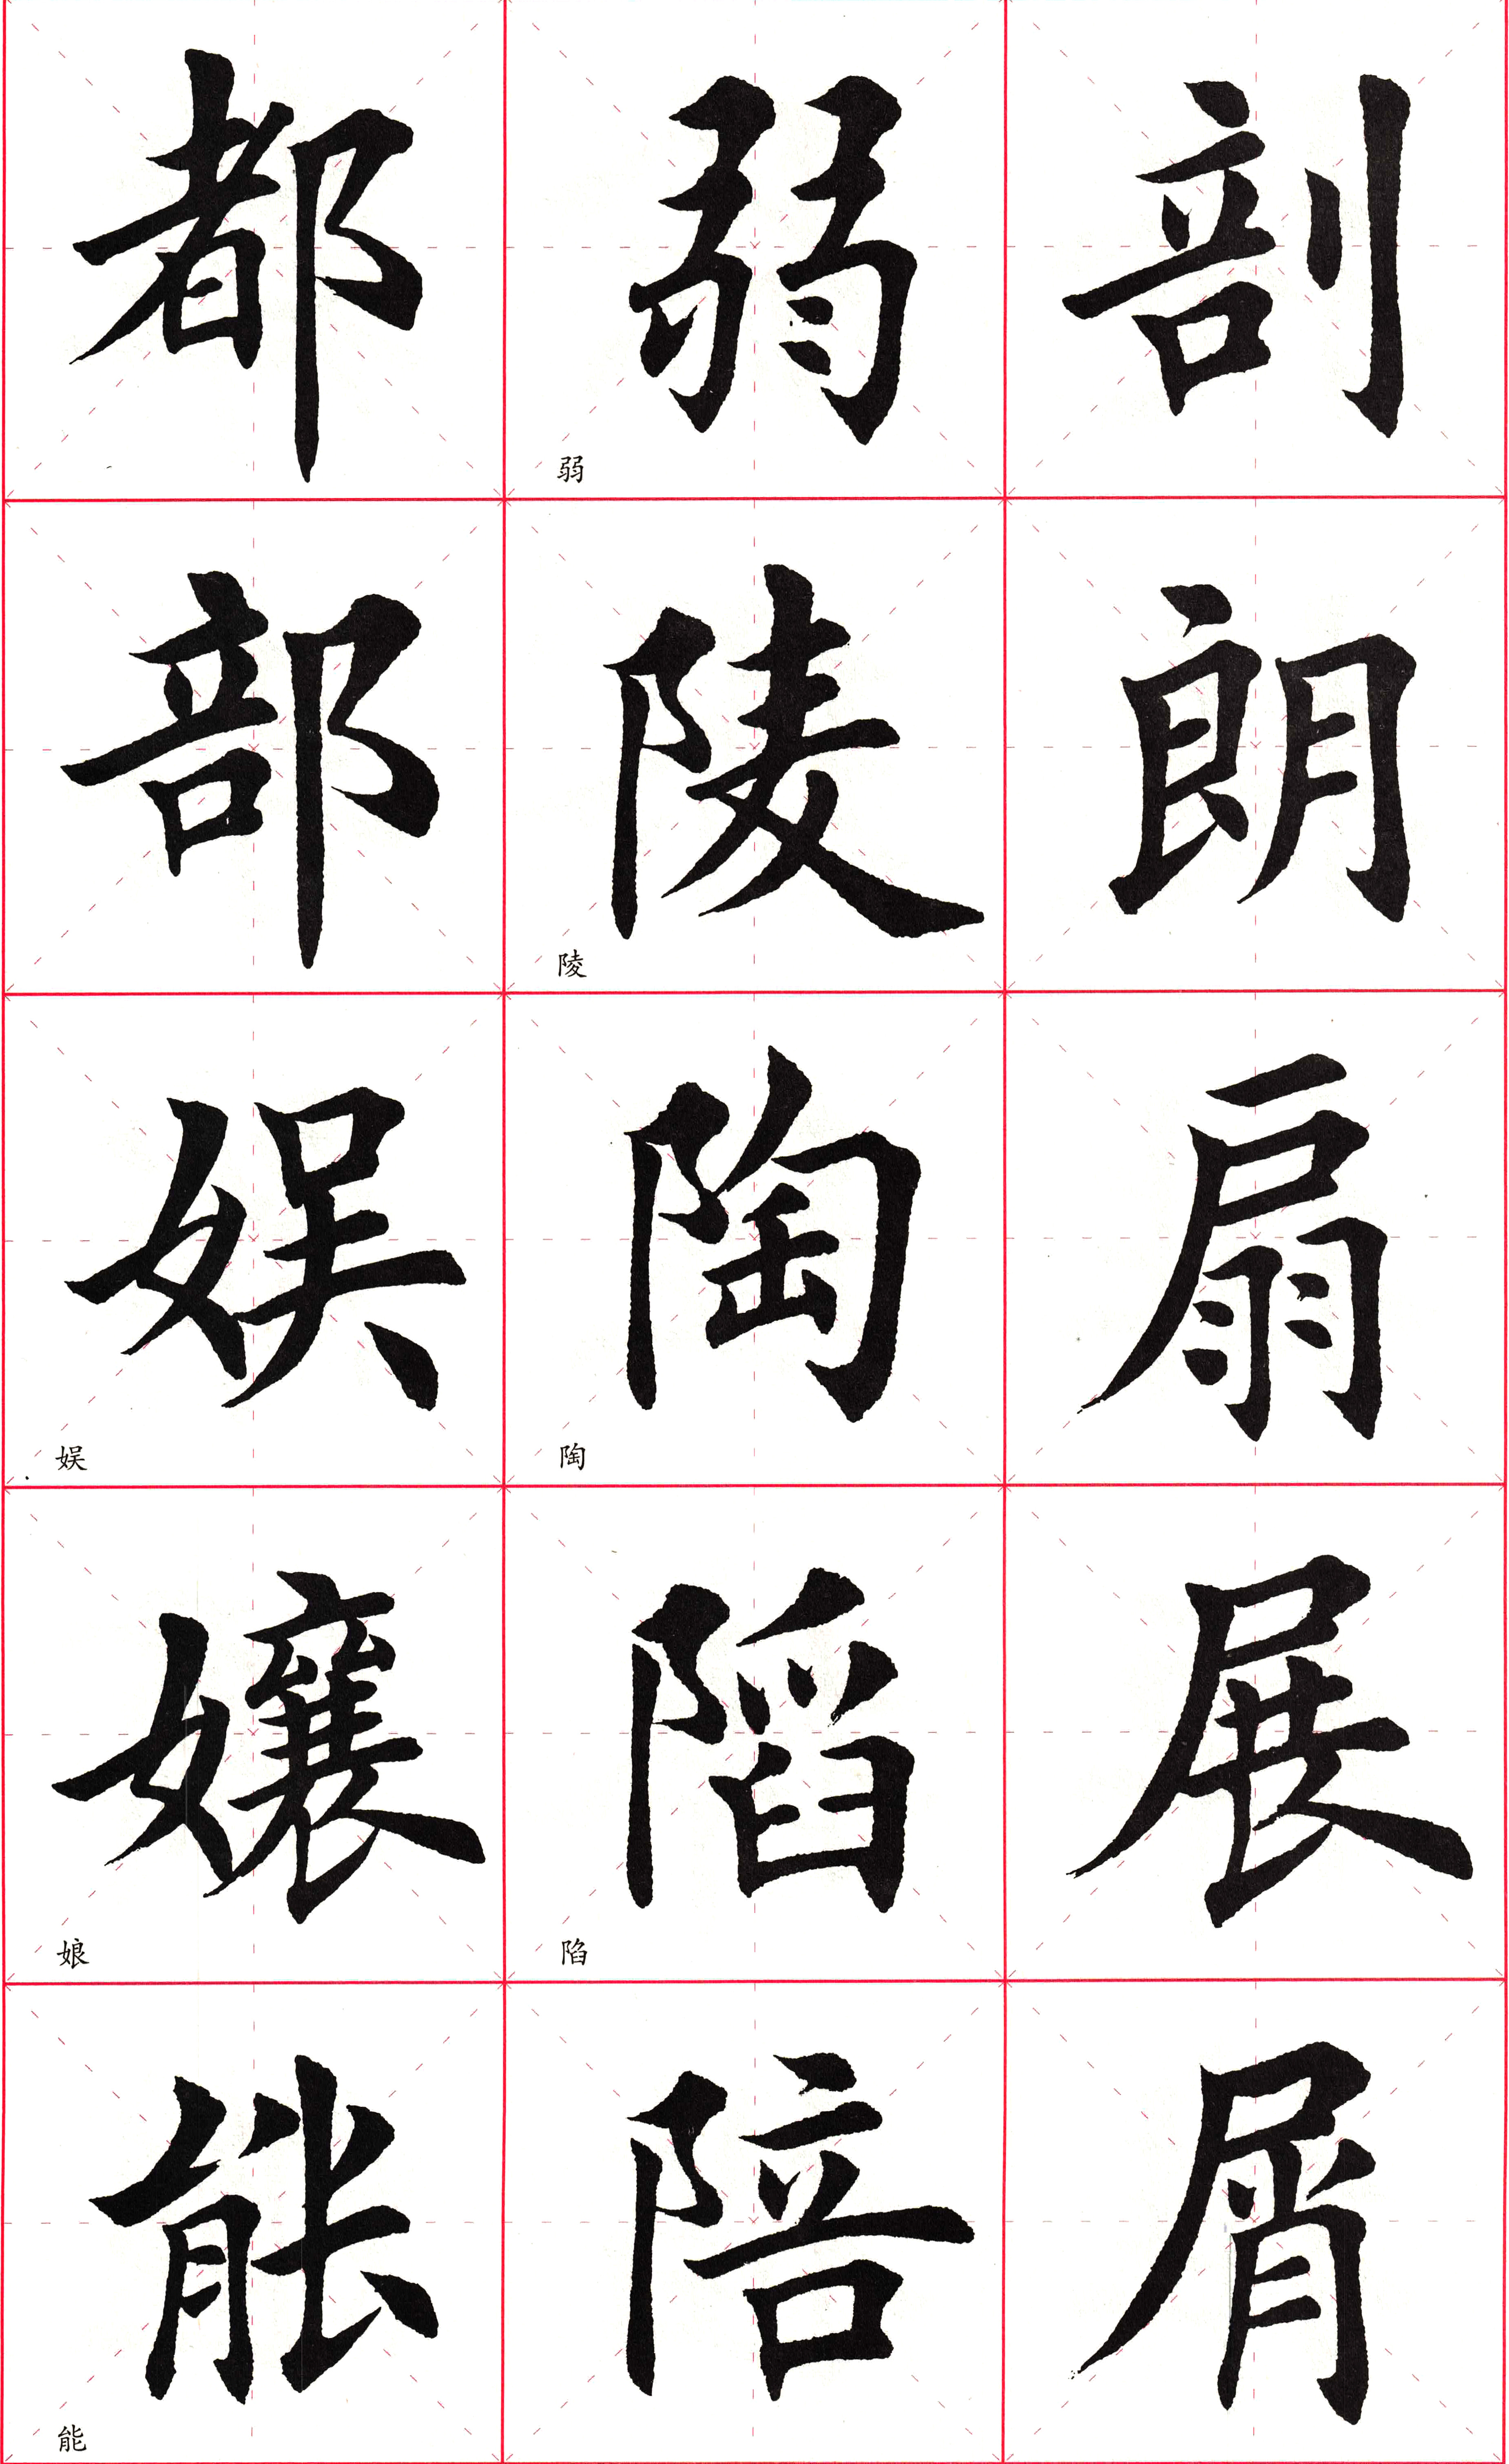 剖
朗
扇
展
屑
弱
弱
陵
陵
陶
陶
䧟
陷
陪
都
部
娱
娱
孃
娘
能
能